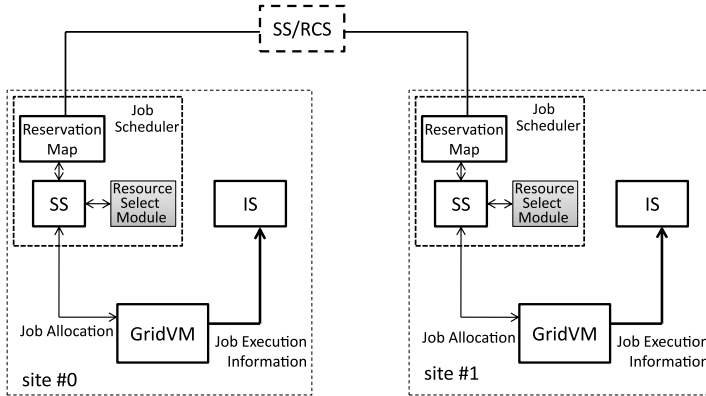 SS/RCS
Job
Scheduler
Reservation
Map
SS
Resource
Select
Module
IS
Job Allocation
GridVM
Job Execution
Information
site #0
Job
Scheduler
Reservation
Map
SS
Resource
Select
Module
IS
Job Allocation
GridVM
Job Execution
Information
site #1